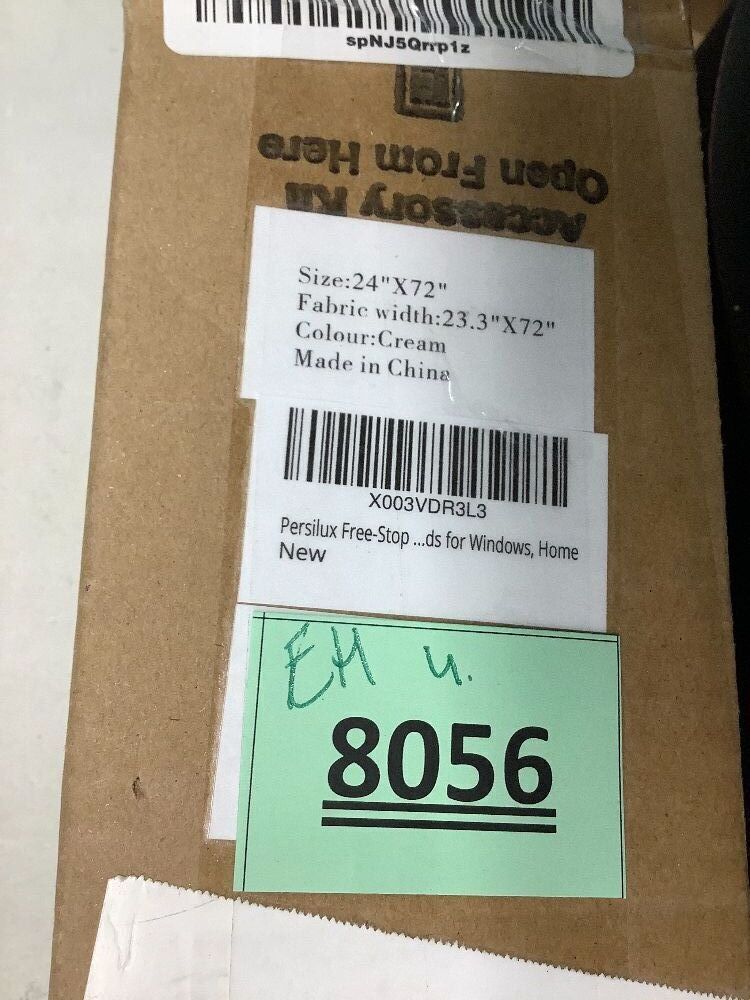 spNJ5Qrrp1z
Accessory Kit
Open From Here
Size:24"X72"
Fabric width:23.3"X72"
Colour:Cream
Made in China
X003VDR3L3
Persilux Free-Stop ...ds for Windows, Home
New
EH u.
8056